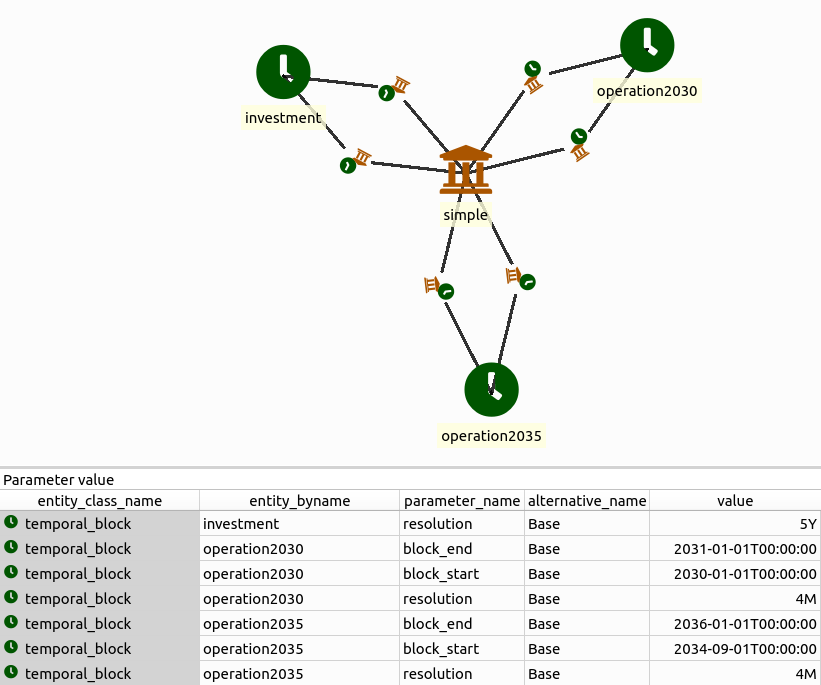 operation2030
investment
simple
operation2035
Parameter value
entity_class_name entity_byname parameter_name alternative_name value
temporal_block investment resolution Base 5Y
temporal_block operation2030 block_end Base 2031-01-01T00:00:00
temporal_block operation2030 block_start Base 2030-01-01T00:00:00
temporal_block operation2030 resolution Base 4M
temporal_block operation2035 block_end Base 2036-01-01T00:00:00
temporal_block operation2035 block_start Base 2034-09-01T00:00:00
temporal_block operation2035 resolution Base 4M